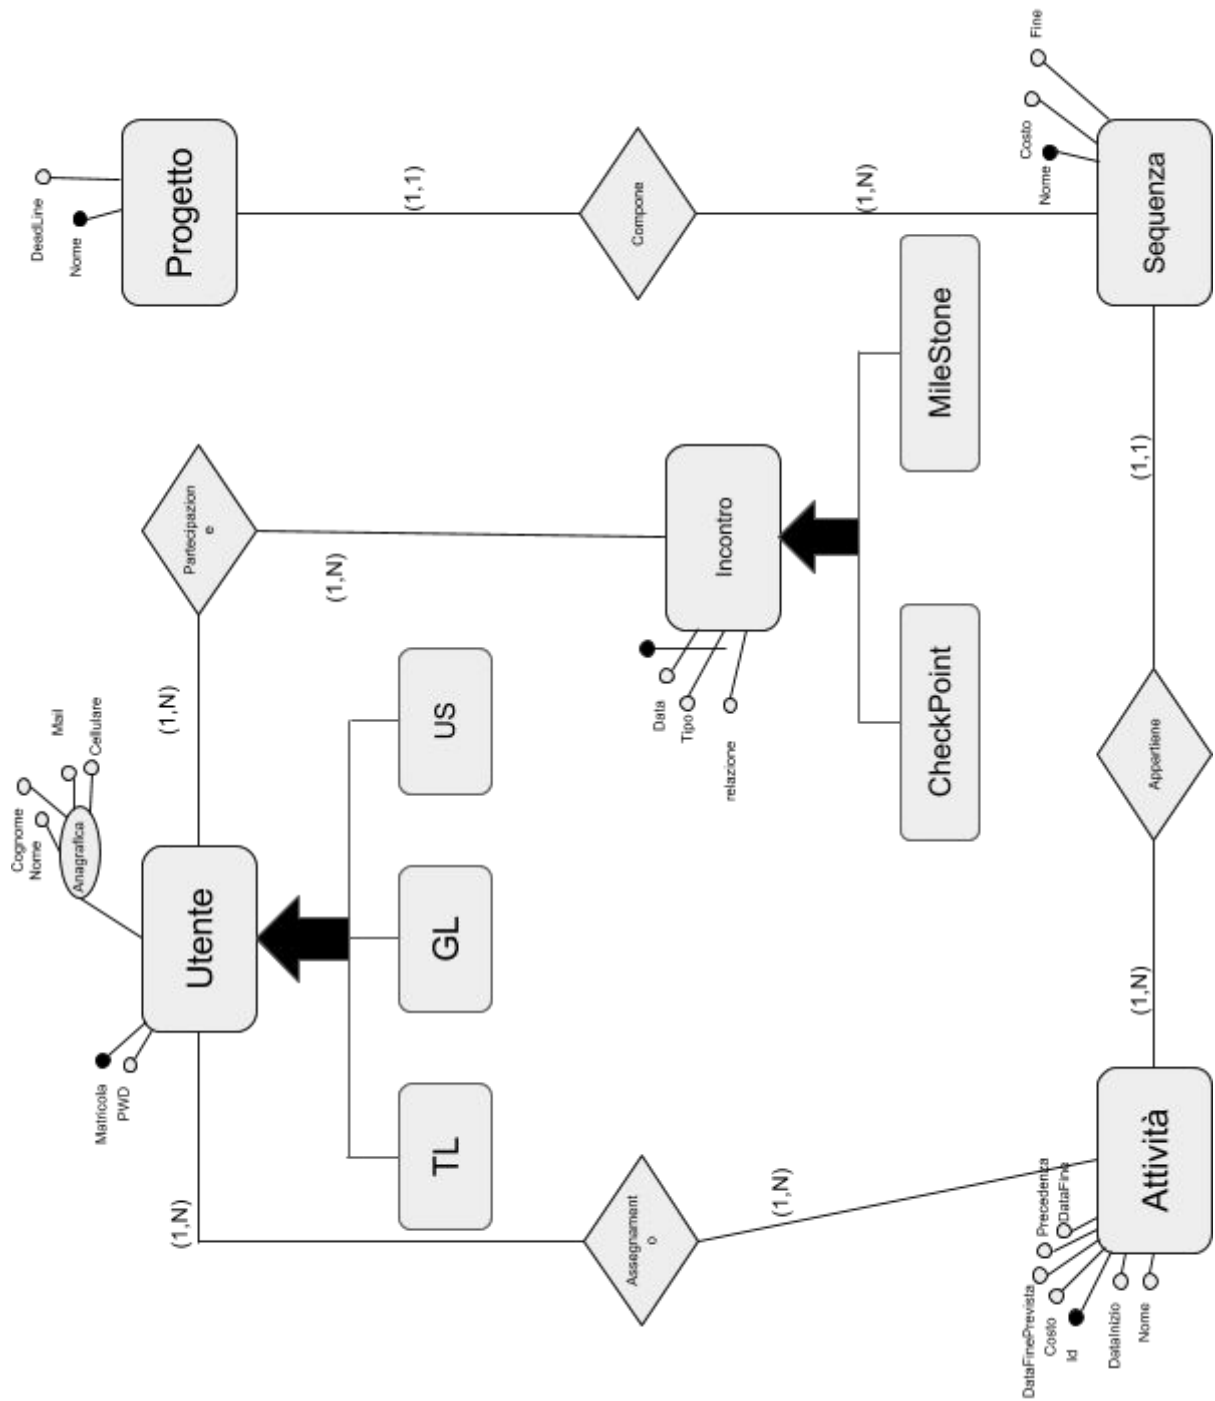 Cognome
Nome
DeadLine
Mail
Anagrafica
Nome
Cellulare
Matricola
PWD
Utente
Partecipazion
e
Progetto
(1,N)
(1,N)
(1,N)
(1,1)
TL
GL
US
Assegnament
o
Compone
Data
Tipo
relazione
Incontro
(1,N)
(1,N)
CheckPoint
MileStone
DataFinePrevista
Costo
Id
DataInizio
Nome
Precedenza
DataFine
Attività
(1,N)
Appartiene
(1,1)
Sequenza
Nome
Costo
Fine